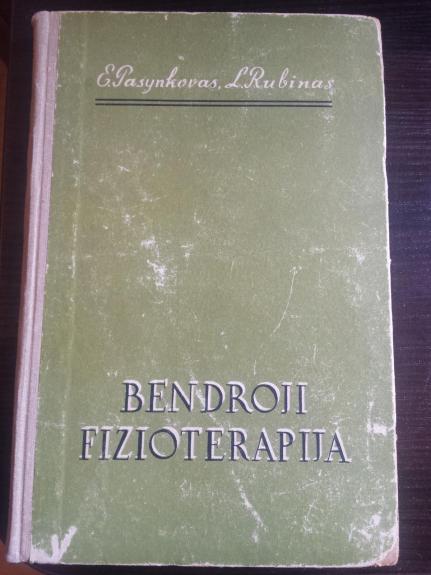 E. Pasynkovas, L. Rubinas
BENDROJI
FIZIOTERAPIJA